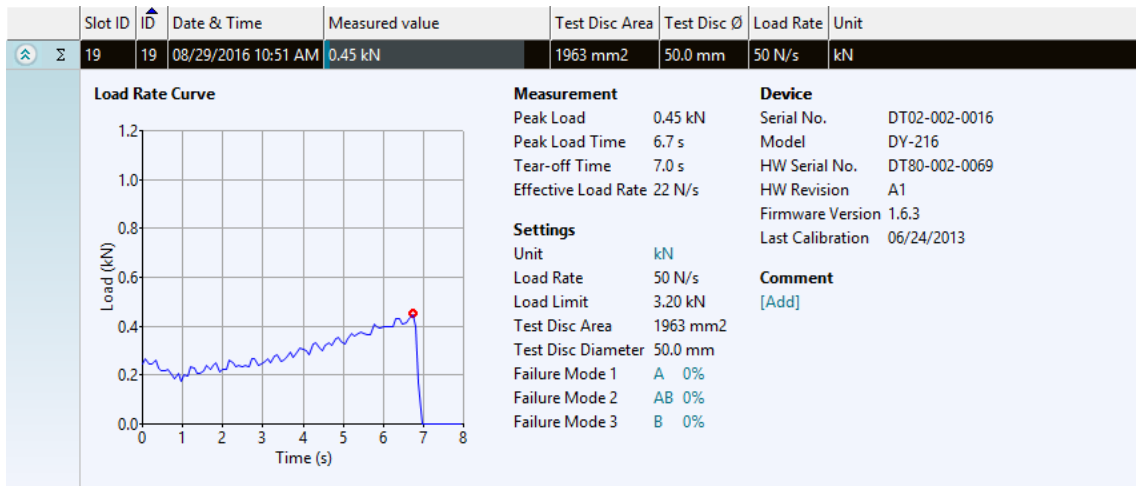 Slot ID ID Date & Time Measured value Test Disc Area Test Disc Ø Load Rate Unit
Σ 19 19 08/29/2016 10:51 AM 0.45 kN 1963 mm2 50.0 mm 50 N/s kN
Load Rate Curve
1.2
1.0
0.8
0.6
0.4
0.2
0.0
Load (kN)
0 1 2 3 4 5 6 7 8
Time (s)
Measurement
Peak Load 0.45 kN
Peak Load Time 6.7 s
Tear-off Time 7.0 s
Effective Load Rate 22 N/s
Settings
Unit kN
Load Rate 50 N/s
Load Limit 3.20 kN
Test Disc Area 1963 mm2
Test Disc Diameter 50.0 mm
Failure Mode 1 A 0%
Failure Mode 2 AB 0%
Failure Mode 3 B 0%
Device
Serial No. DT02-002-0016
Model DY-216
HW Serial No. DT80-002-0069
HW Revision A1
Firmware Version 1.6.3
Last Calibration 06/24/2013
Comment
[Add]